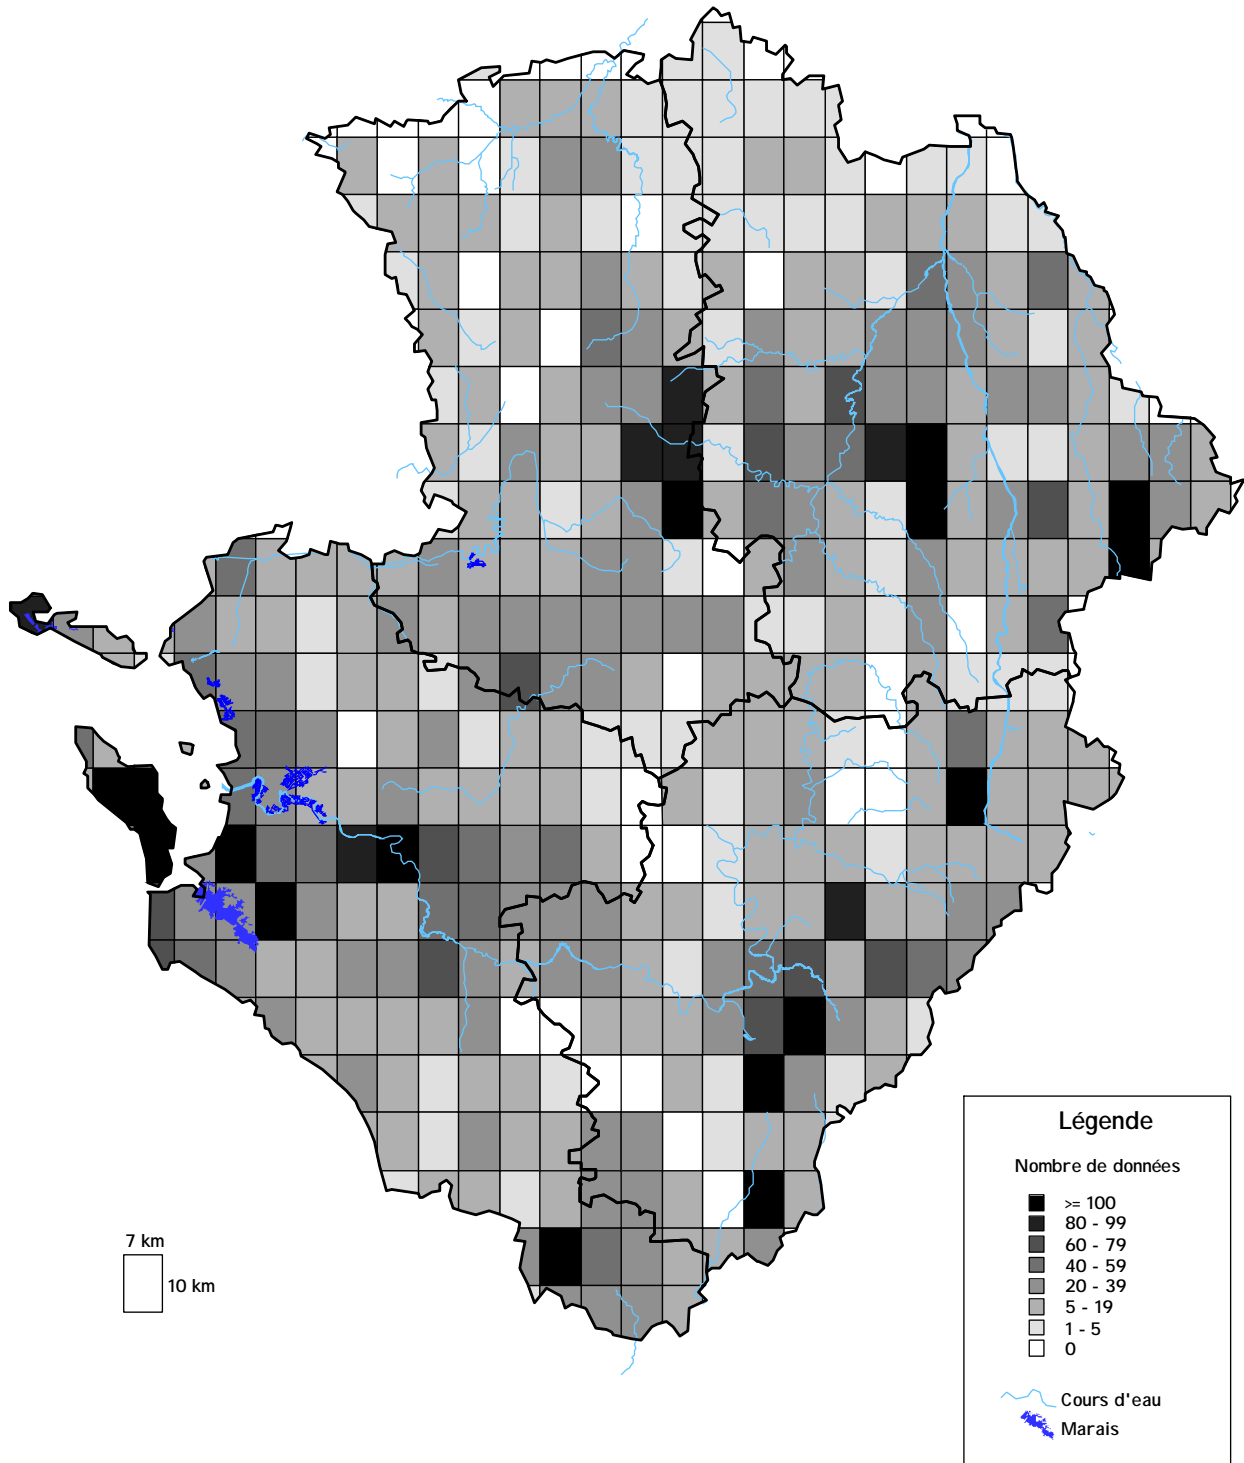 7 km
10 km
Légende
Nombre de données
>= 100
80 - 99
60 - 79
40 - 59
20 - 39
5 - 19
1 - 5
0
Cours d'eau
Marais